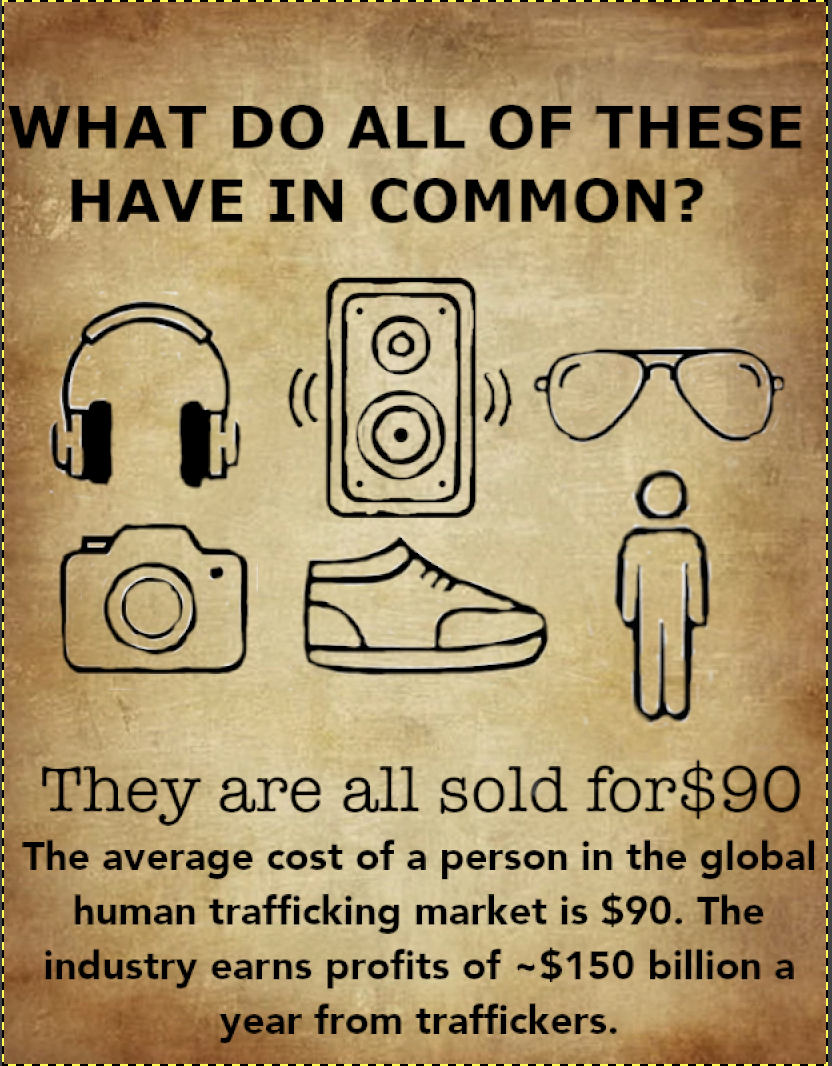 WHAT DO ALL OF THESE
HAVE IN COMMON?
They are all sold for$90
The average cost of a person in the global
human trafficking market is $90. The
industry earns profits of ~$150 billion a
year from traffickers.